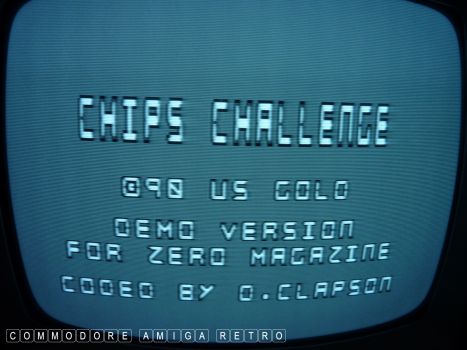 CHIPS CHALLENGE
©90 US GOLD
DEMO VERSION
FOR ZERO MAGAZINE
CODED BY D.CLAPSON
COMMODORE AMIGA RETRO